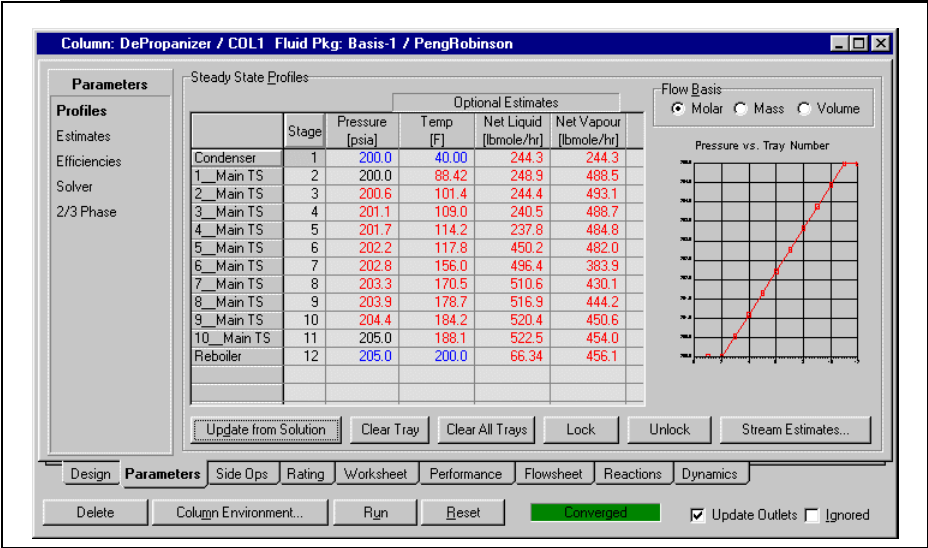 Column: DePropanizer / COL1 Fluid Pkg: Basis-1 / PengRobinson
Parameters
Profiles
Estimates
Efficiencies
Solver
2/3 Phase
Steady State Profiles
Optional Estimates
Stage Pressure [psia] Temp [F] Net Liquid [lbmole/hr] Net Vapour [lbmole/hr]
Condenser 1 200.0 40.00 244.3 244.3
1__Main TS 2 200.0 88.42 248.9 488.5
2__Main TS 3 200.6 101.4 244.4 493.1
3__Main TS 4 201.1 109.0 240.5 488.7
4__Main TS 5 201.7 114.2 237.8 484.8
5__Main TS 6 202.2 117.8 450.2 482.0
6__Main TS 7 202.8 156.0 496.4 383.9
7__Main TS 8 203.3 170.5 510.6 430.1
8__Main TS 9 203.9 178.7 516.9 444.2
9__Main TS 10 204.4 184.2 520.4 450.6
10__Main TS 11 205.0 188.1 522.5 454.0
Reboiler 12 205.0 200.0 66.34 456.1
Flow Basis
Molar Mass Volume
Pressure vs. Tray Number
Update from Solution Clear Tray Clear All Trays Lock Unlock Stream Estimates...
Design Parameters Side Ops Rating Worksheet Performance Flowsheet Reactions Dynamics
Delete Column Environment... Run Reset Converged Update Outlets Ignored